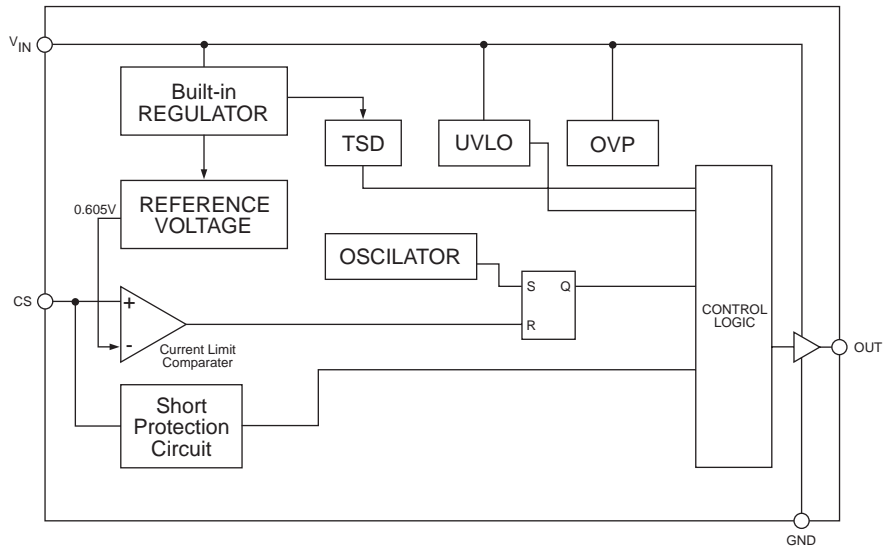 VIN
Built-in
REGULATOR
TSD
UVLO
OVP
0.605V
REFERENCE
VOLTAGE
OSCILATOR
S
Q
R
CS
+
-
Current Limit
Comparater
CONTROL
LOGIC
OUT
Short
Protection
Circuit
GND